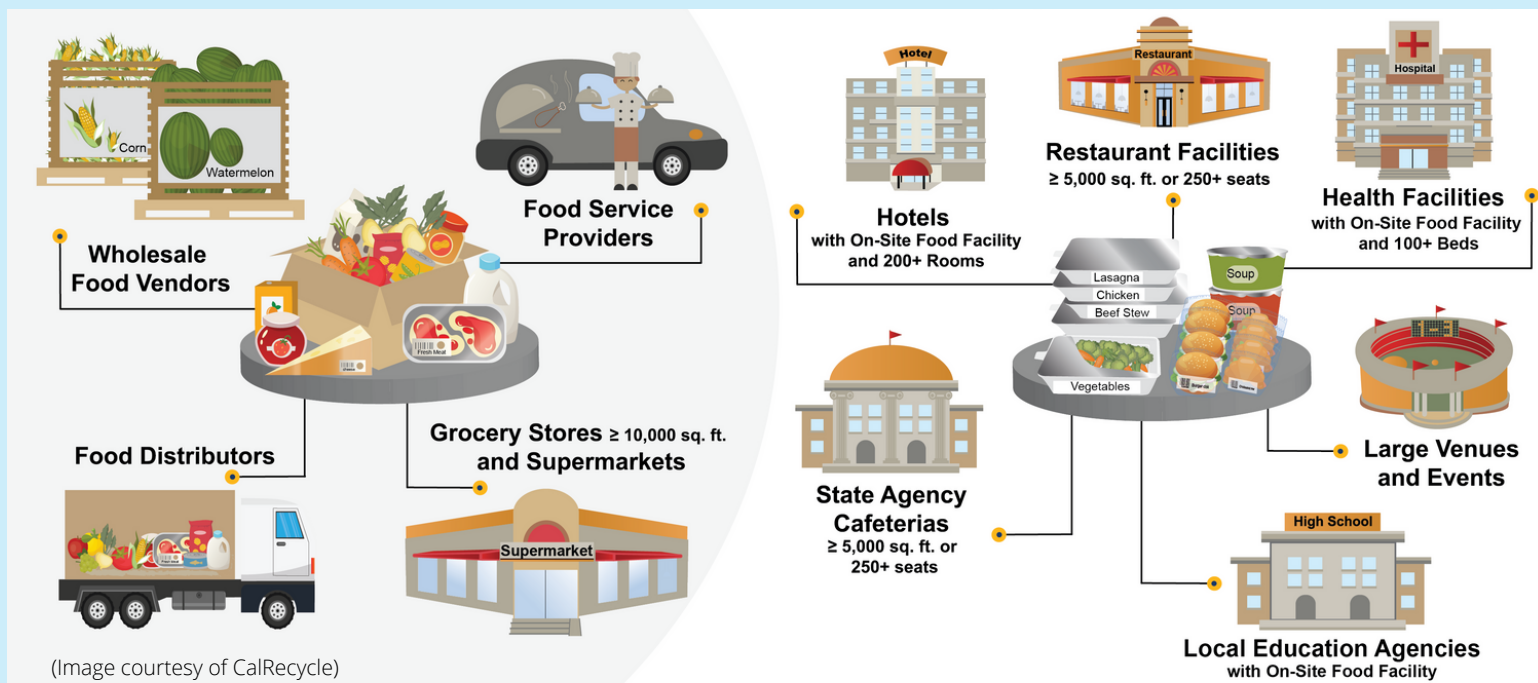 Corn
Watermelon
Wholesale
Food Vendors
Food Service
Providers
Fresh Meat
Food Distributors
Grocery Stores ≥ 10,000 sq. ft.
and Supermarkets
Supermarket
(Image courtesy of CalRecycle)
Hotel
Hotels
with On-Site Food Facility
and 200+ Rooms
Restaurant
Restaurant Facilities
≥ 5,000 sq. ft. or 250+ seats
Hospital
Health Facilities
with On-Site Food Facility
and 100+ Beds
Lasagna
Chicken
Beef Stew
Vegetables
Soup
Soup
State Agency
Cafeterias
≥ 5,000 sq. ft. or
250+ seats
Large Venues
and Events
High School
Local Education Agencies
with On-Site Food Facility